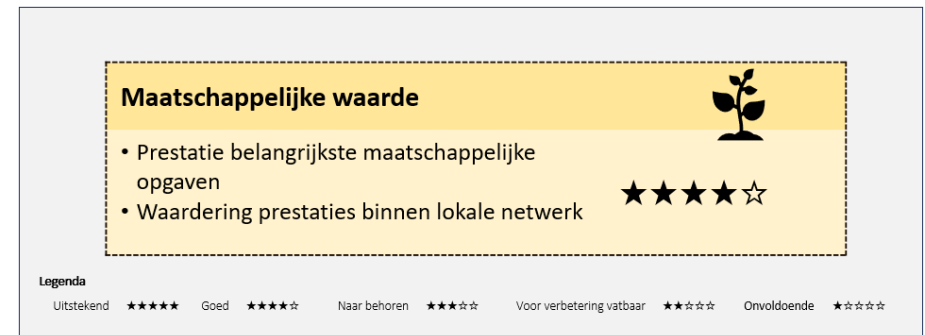 Maatschappelijke waarde
• Prestatie belangrijkste maatschappelijke
opgaven
• Waardering prestaties binnen lokale netwerk
★★★★☆
Legenda
Uitstekend ★★★★★ Goed ★★★★☆ Naar behoren ★★★☆☆ Voor verbetering vatbaar ★★☆☆☆ Onvoldoende ★☆☆☆☆